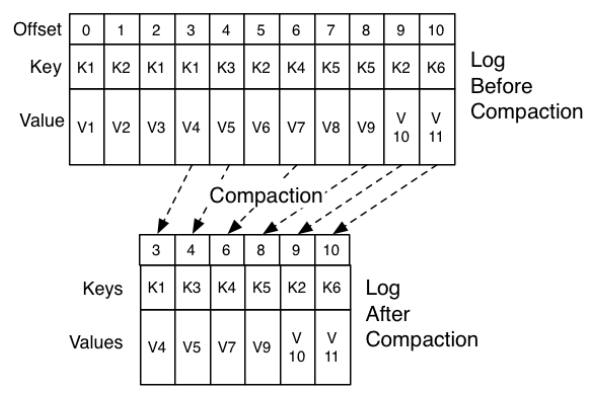 Offset 0 1 2 3 4 5 6 7 8 9 10
Key K1 K2 K1 K1 K3 K2 K4 K5 K5 K2 K6
Value V1 V2 V3 V4 V5 V6 V7 V8 V9 V 10 V 11
Log
Before
Compaction
Compaction
3 4 6 8 9 10
Keys K1 K3 K4 K5 K2 K6
Values V4 V5 V7 V9 V 10 V 11
Log
After
Compaction